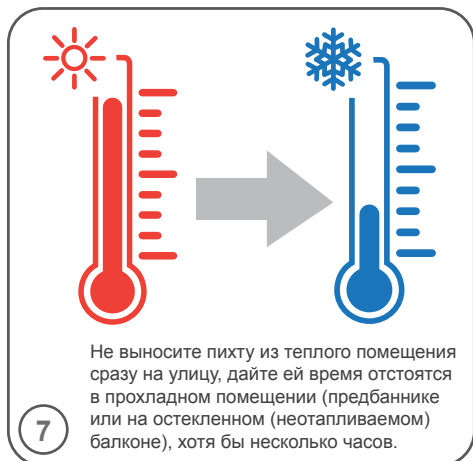 Не выносите пихту из теплого помещения
сразу на улицу, дайте ей время отстоятся
в прохладном помещении (предбаннике
или на остекленном (неотапливаемом)
балконе), хотя бы несколько часов.
7